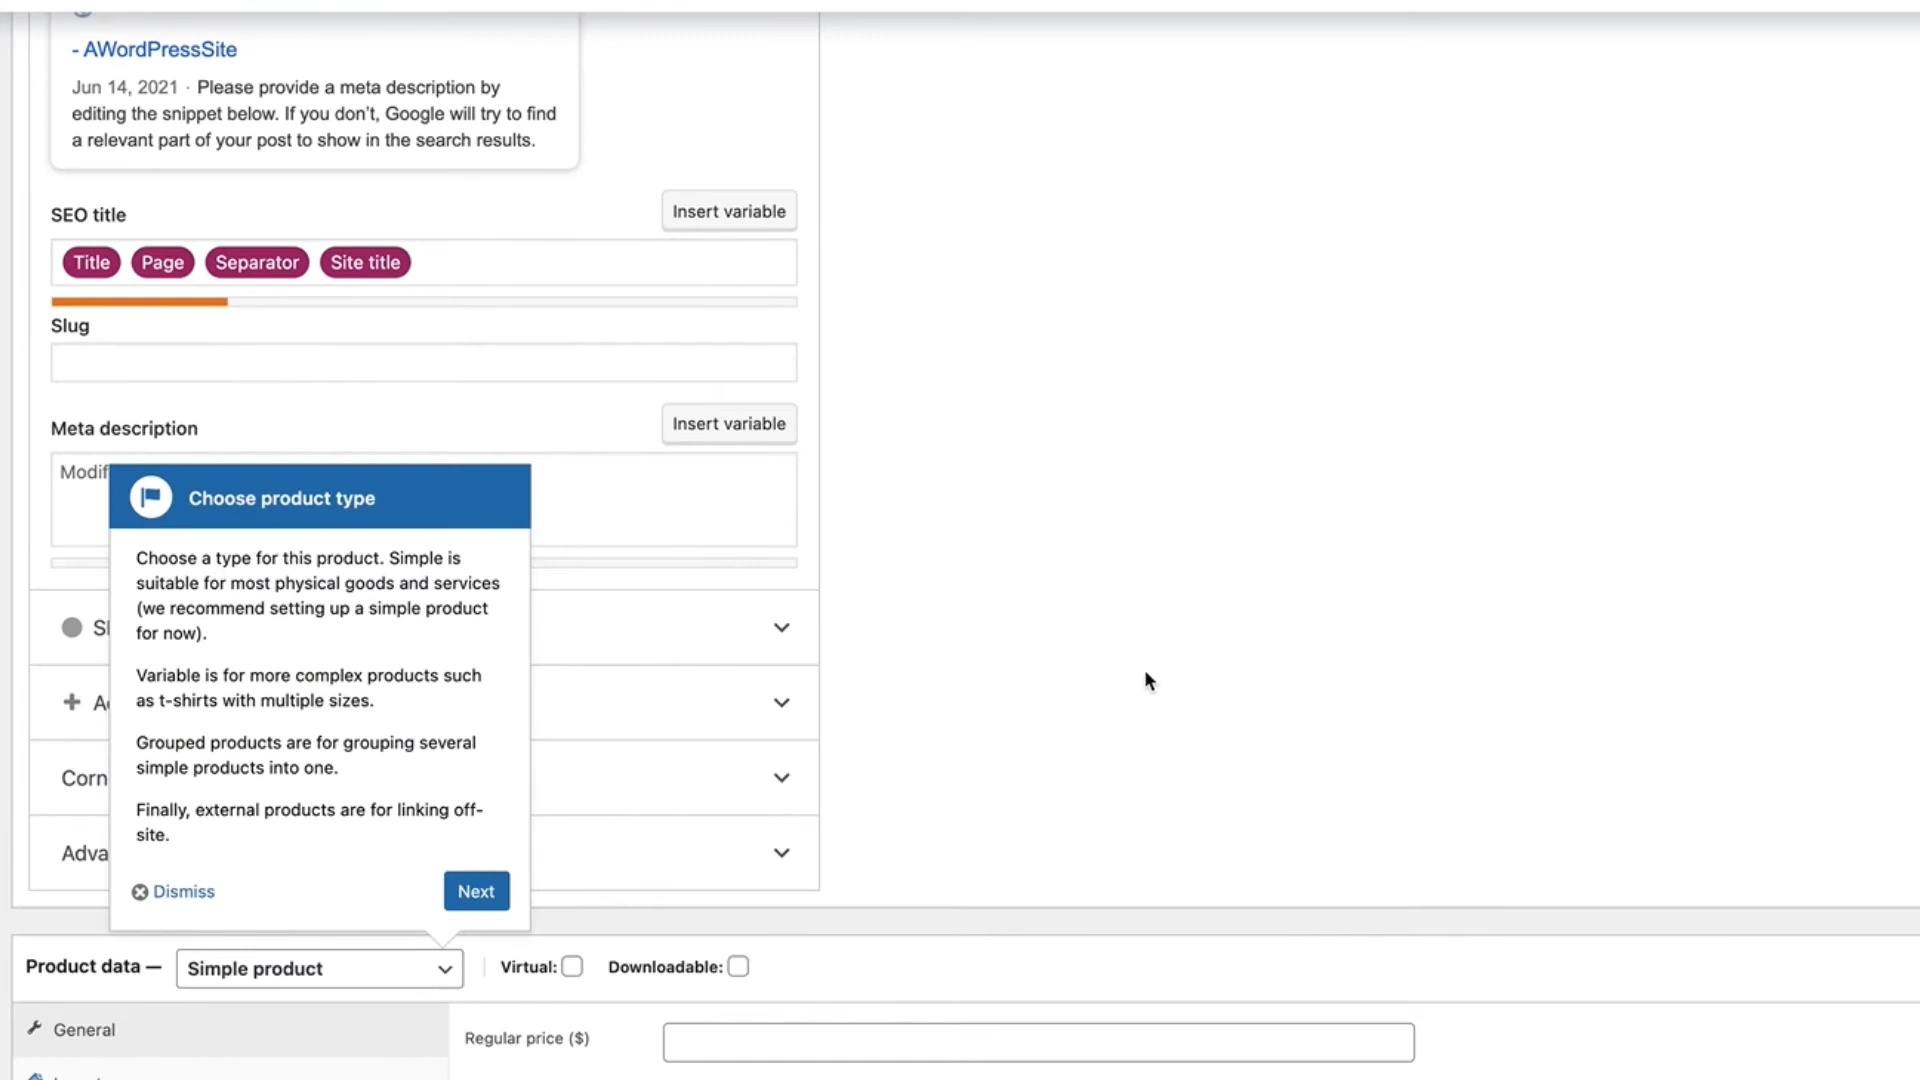 - AWordPressSite
Jun 14, 2021 · Please provide a meta description by
editing the snippet below. If you don't, Google will try to find
a relevant part of your post to show in the search results.
SEO title
Insert variable
Title Page Separator Site title
Slug
Meta description
Insert variable
Modif
Choose product type
Choose a type for this product. Simple is
suitable for most physical goods and services
(we recommend setting up a simple product
for now).
Variable is for more complex products such
as t-shirts with multiple sizes.
Grouped products are for grouping several
simple products into one.
Finally, external products are for linking off-
site.
Corn
Adva
Dismiss
Next
Product data — Simple product Virtual: Downloadable:
General
Regular price ($)